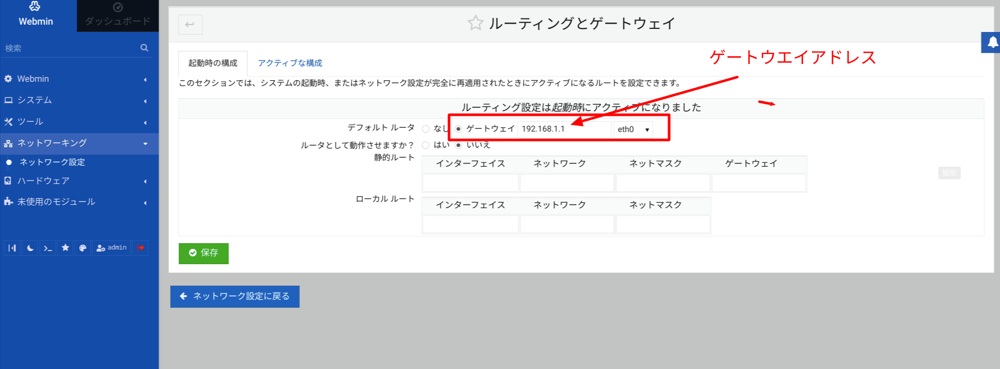 Webmin
ダッシュボード
検索
Webmin
システム
ツール
ネットワーキング
ネットワーク設定
ハードウェア
未使用のモジュール
admin
ルーティングとゲートウェイ
ゲートウエイアドレス
起動時の構成
アクティブな構成
このセクションでは、システムの起動時、またはネットワーク設定が完全に再適用されたときにアクティブになるルートを設定できます。
ルーティング設定は起動時にアクティブになりました
デフォルト ルータ なし ゲートウェイ 192.168.1.1 eth0
ルータとして動作させますか？ はい いいえ
静的ルート
インターフェイス ネットワーク ネットマスク ゲートウェイ
矩形
ローカル ルート
インターフェイス ネットワーク ネットマスク
保存
ネットワーク設定に戻る